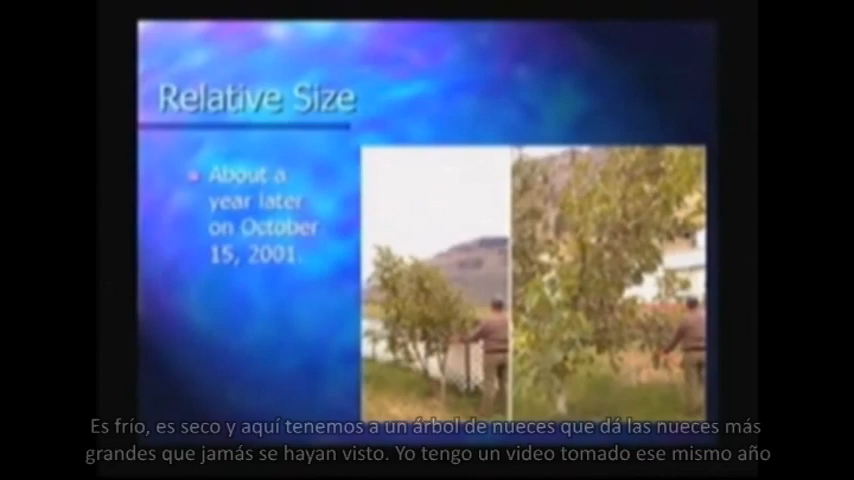 Relative Size
About a
year later
on October
15, 2001.
Es frío, es seco y aquí tenemos a un árbol de nueces que dá las nueces más
grandes que jamás se hayan visto. Yo tengo un video tomado ese mismo año